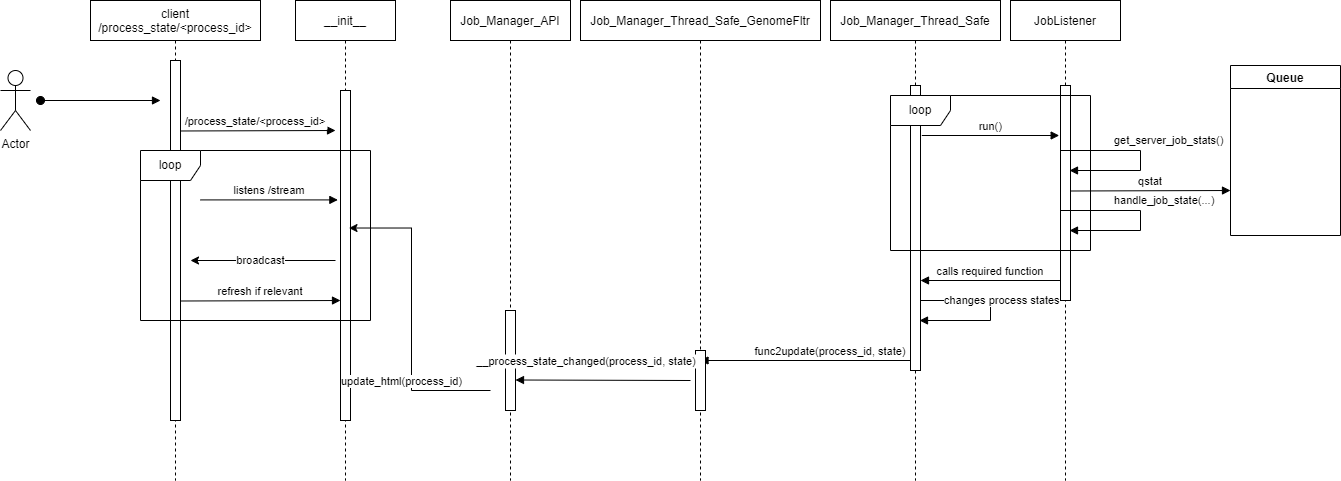 client
/process_state/<process_id>
__init__
Job_Manager_API
Job_Manager_Thread_Safe_GenomeFltr
Job_Manager_Thread_Safe
JobListener
Queue
Actor
loop
run()
/process_state/<process_id>
get_server_job_stats()
loop
qstat
listens /stream
handle_job_state(...)
broadcast
calls required function
refresh if relevant
changes process states
func2update(process_id, state)
__process_state_changed(process_id, state)
update_html(process_id)